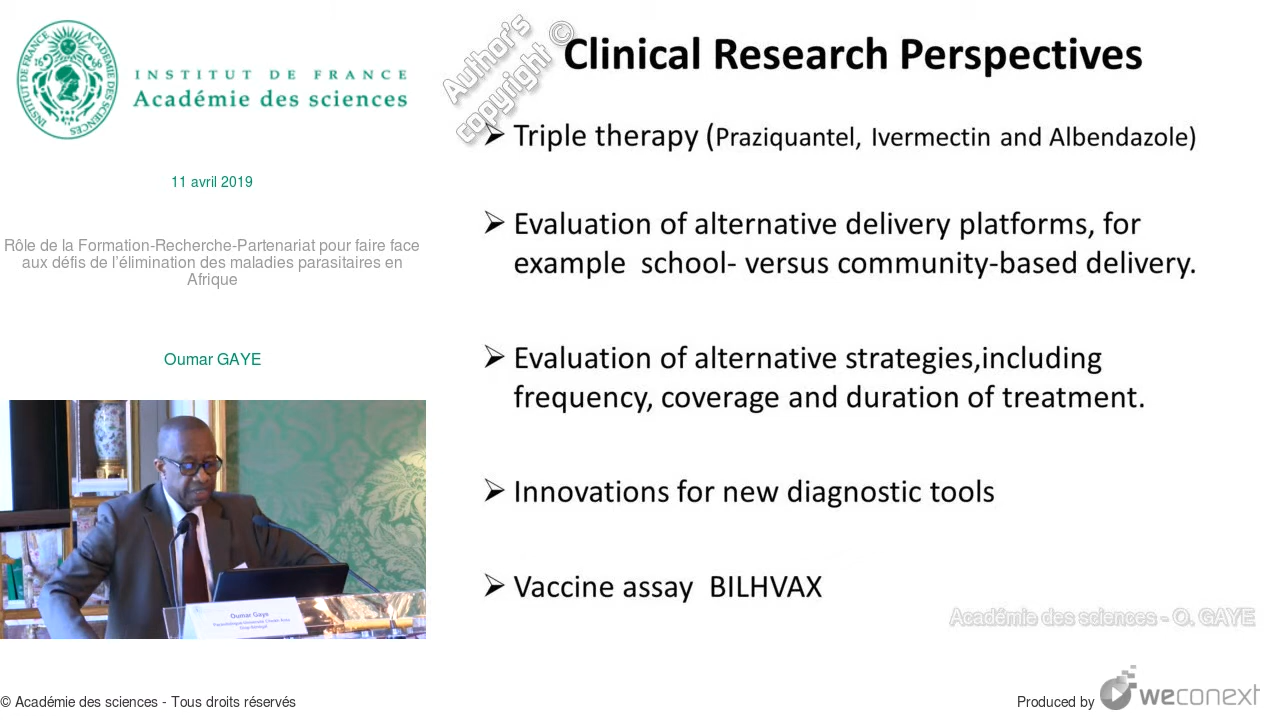 INSTITUT DE FRANCE
Académie des sciences
11 avril 2019
Rôle de la Formation-Recherche-Partenariat pour faire face
aux défis de l'élimination des maladies parasitaires en
Afrique
Oumar GAYE
Oumar Gaye
Author's
copyright ©
Clinical Research Perspectives
➢ Triple therapy (Praziquantel, Ivermectin and Albendazole)
➢ Evaluation of alternative delivery platforms, for
example school- versus community-based delivery.
➢ Evaluation of alternative strategies,including
frequency, coverage and duration of treatment.
➢ Innovations for new diagnostic tools
➢ Vaccine assay BILHVAX
Académie des sciences - O. GAYE
© Académie des sciences - Tous droits réservés
Produced by weconext